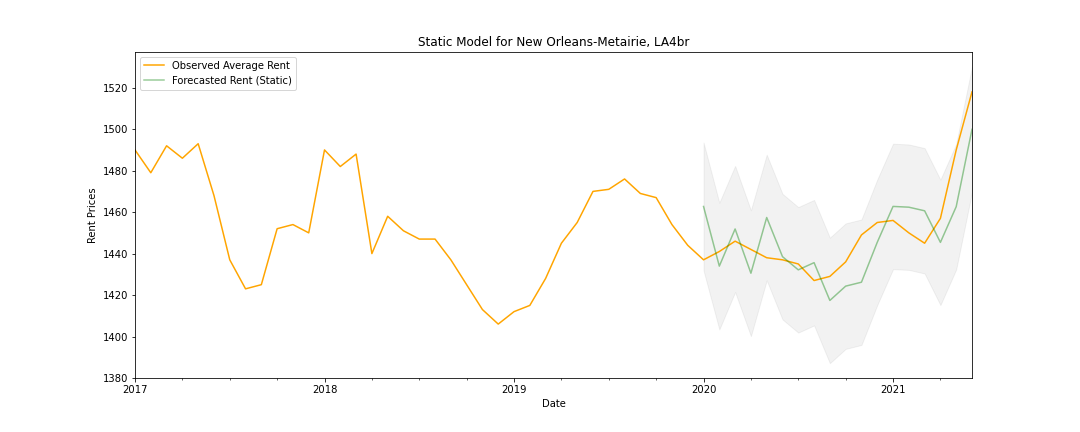 Static Model for New Orleans-Metairie, LA4br
Observed Average Rent
Forecasted Rent (Static)
Rent Prices
1520
1500
1480
1460
1440
1420
1400
1380
2017
2018
2019
2020
2021
Date